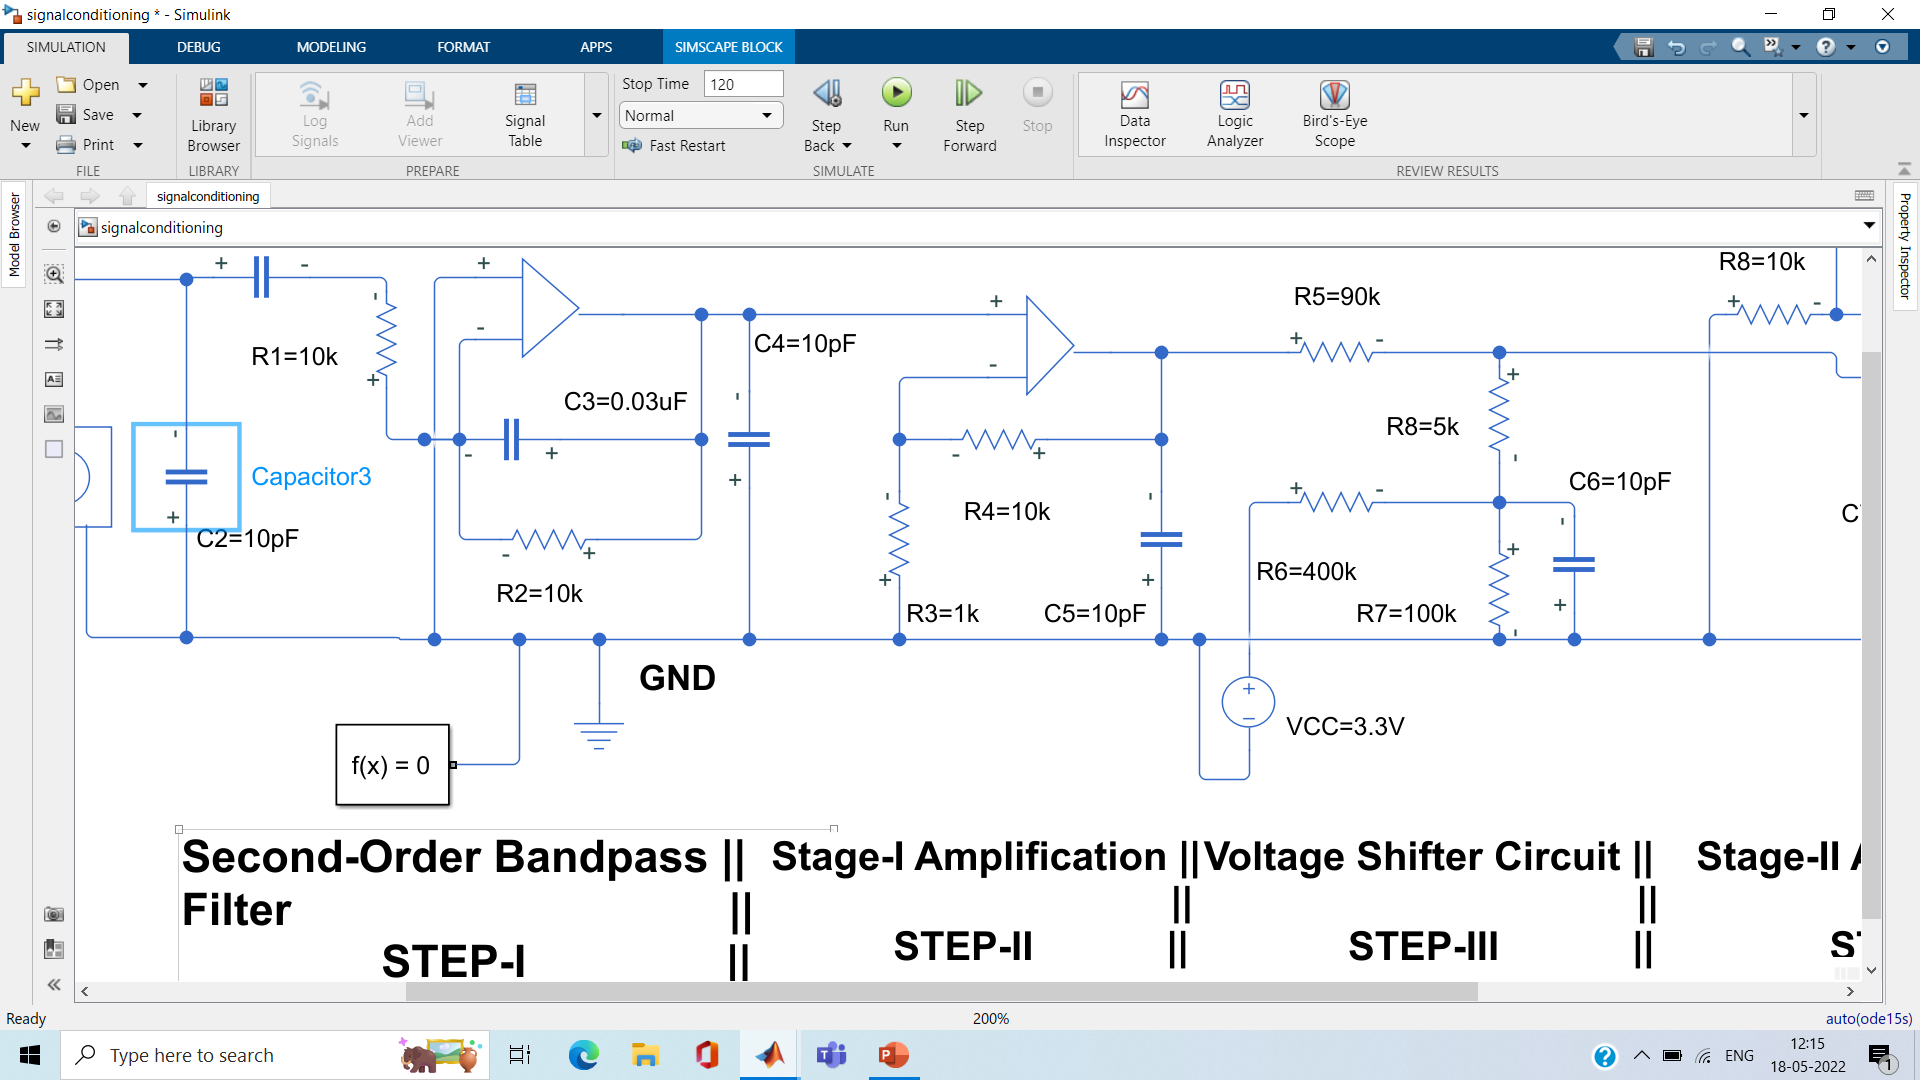 signalconditioning * - Simulink
SIMULATION DEBUG MODELING FORMAT APPS SIMSCAPE BLOCK
New
Open
Save
Print
FILE
Library
Browser
LIBRARY
Log
Signals
Add
Viewer
Signal
Table
PREPARE
Stop Time 120
Normal
Fast Restart
Step
Back
Run
Step
Forward
Stop
SIMULATE
Data
Inspector
Logic
Analyzer
Bird's-Eye
Scope
REVIEW RESULTS
Model Browser
Property Inspector
signalconditioning
signalconditioning
R1=10k
Capacitor3
C2=10pF
C3=0.03uF
R2=10k
C4=10pF
R4=10k
R3=1k
C5=10pF
R5=90k
R8=5k
C6=10pF
R6=400k
R7=100k
R8=10k
GND
VCC=3.3V
f(x) = 0
Second-Order Bandpass ||
Filter ||
STEP-I ||
Stage-I Amplification ||
||
STEP-II ||
Voltage Shifter Circuit ||
||
STEP-III ||
Stage-II
Ready 200% auto(ode15s)
Type here to search
ENG
12:15
18-05-2022
1